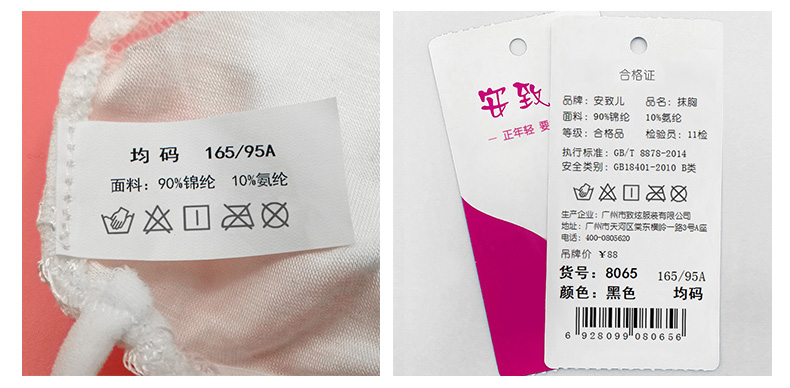 均码 165/95A
面料：90%锦纶 10%氨纶
安致
一 正年轻 要
合格证
品牌：安致儿 品名：抹胸
面料：90%锦纶 10%氨纶
等级：合格品 检验员：11检
执行标准：GB/T 8878-2014
安全类别：GB18401-2010 B类
生产企业：广州市致炫服装有限公司
地址：广州市天河区棠东横岭一路3号A座
电话：400-0805620
吊牌价 ¥88
货号：8065 165/95A
颜色：黑色 均码
6 928099 080656